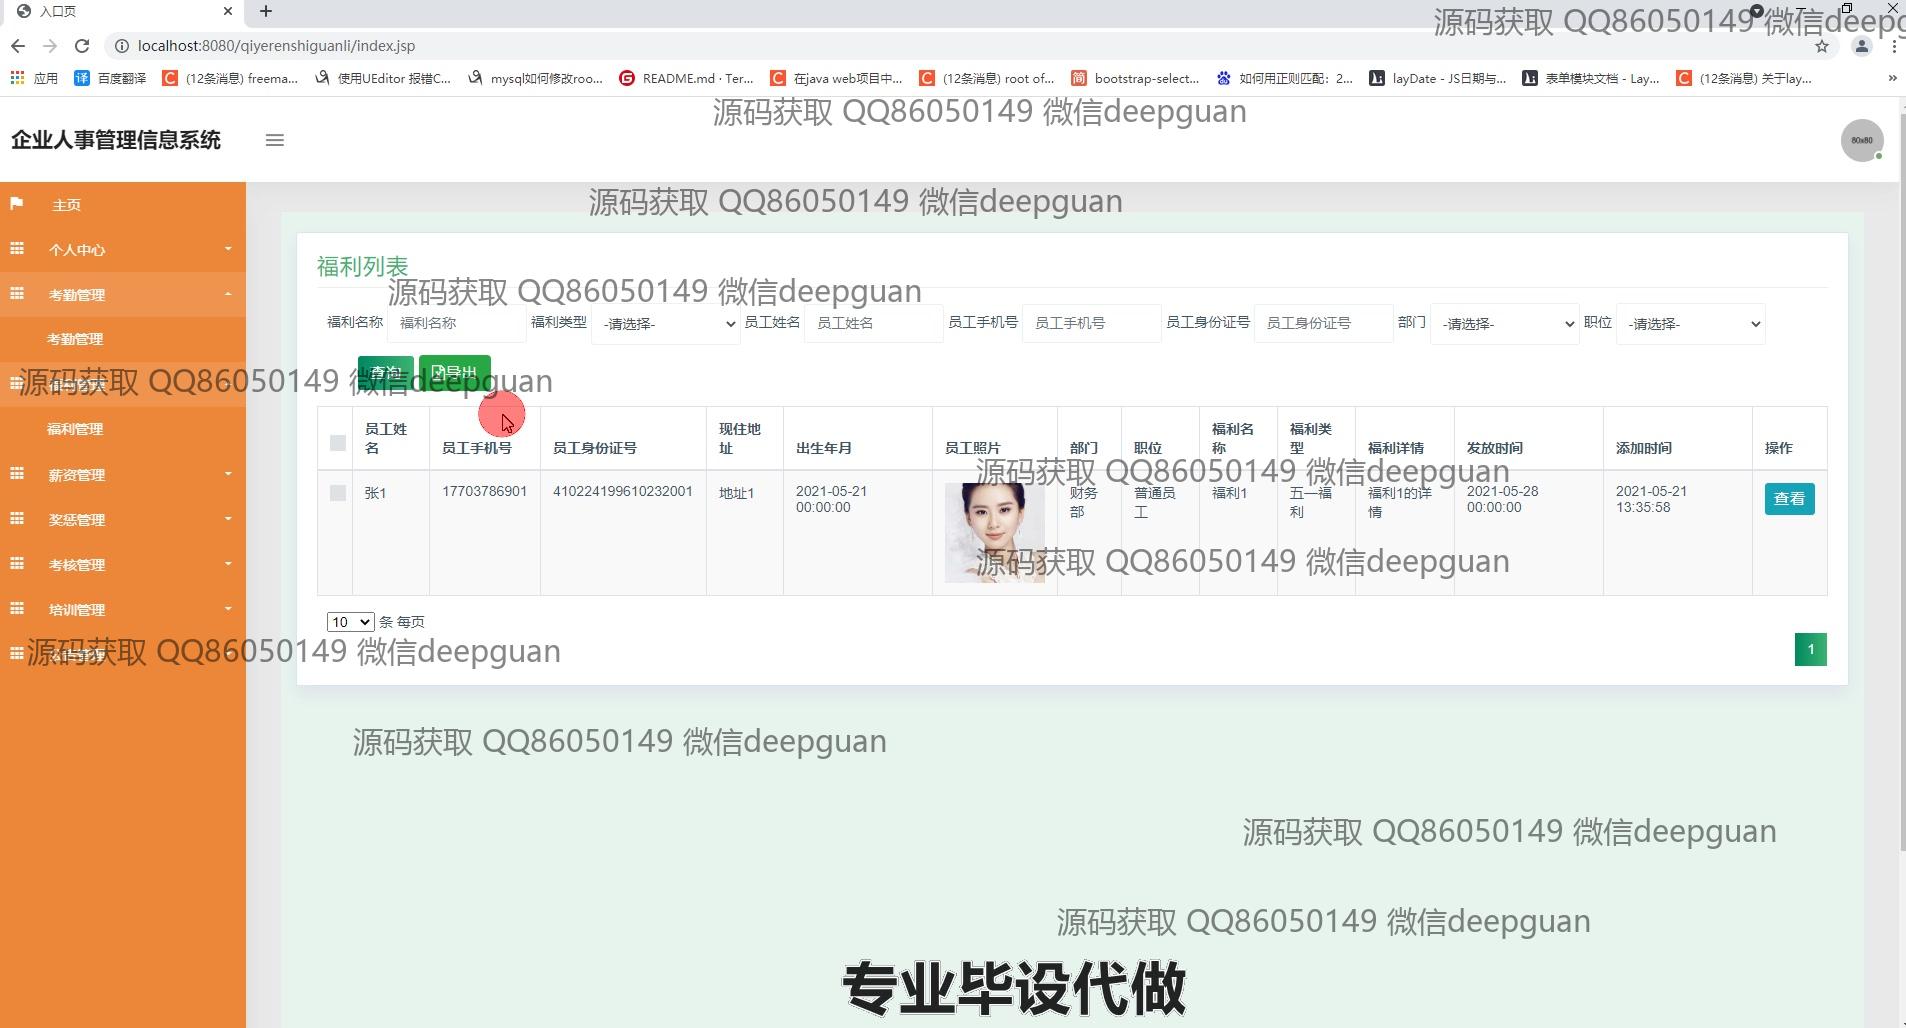 入口页
源码获取 QQ86050149 微信deepg
localhost:8080/qiyerenshiguanli/index.jsp
应用 百度翻译 (12条消息) freema... 使用UEditor 报错C... mysql如何修改roo... README.md · Ter... 在java web项目中... (12条消息) root of... bootstrap-select... 如何用正则匹配：2... layDate - JS日期与... 表单模块文档 - Lay... (12条消息) 关于lay... »
源码获取 QQ86050149 微信deepguan
企业人事管理信息系统
80x80
源码获取 QQ86050149 微信deepguan
主页
个人中心
考勤管理
考勤管理
福利管理
薪资管理
奖惩管理
考核管理
培训管理
福利列表
源码获取 QQ86050149 微信deepguan
福利名称 福利名称 福利类型 -请选择- 员工姓名 员工姓名 员工手机号 员工手机号 员工身份证号 员工身份证号 部门 -请选择- 职位 -请选择-
查询 导出
源码获取 QQ86050149 微信deepguan
员工姓名 员工手机号 员工身份证号 现住地址 出生年月 员工照片 部门 职位 福利名称 福利类型 福利详情 发放时间 添加时间 操作
源码获取 QQ86050149 微信deepguan
张1 17703786901 410224199610232001 地址1 2021-05-21 00:00:00 财务部 普通员工 福利1 五一福利 福利1的详情 2021-05-28 00:00:00 2021-05-21 13:35:58 查看
源码获取 QQ86050149 微信deepguan
10 条 每页
源码获取 QQ86050149 微信deepguan
1
源码获取 QQ86050149 微信deepguan
源码获取 QQ86050149 微信deepguan
源码获取 QQ86050149 微信deepguan
专业毕设代做